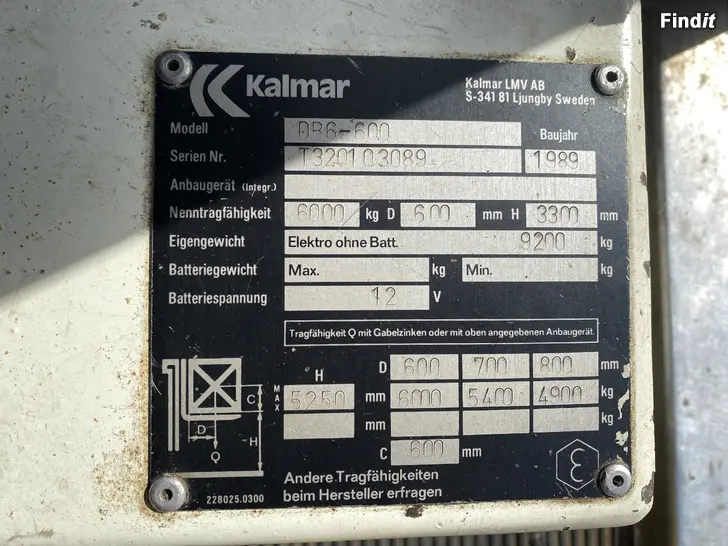 Findit
Kalmar
Kalmar LMV AB
S-341 81 Ljungby Sweden
Modell DB6-600 Baujahr
Serien Nr. T320103089- 1989
Anbaugerät (integr.)
Nenntragfähigkeit 6000 kg D 600 mm H 3300 mm
Eigengewicht Elektro ohne Batt. 9200 kg
Batteriegewicht Max. kg Min. kg
Batteriespannung 12 V
Tragfähigkeit Q mit Gabelzinken oder mit oben angegebenen Anbaugerät
H D 600 700 800 mm
MAX 5250 mm 6000 5400 4900 kg
mm kg
C 600 mm
C
D
H
Q
Andere Tragfähigkeiten
beim Hersteller erfragen
228025.0300
Ɛ